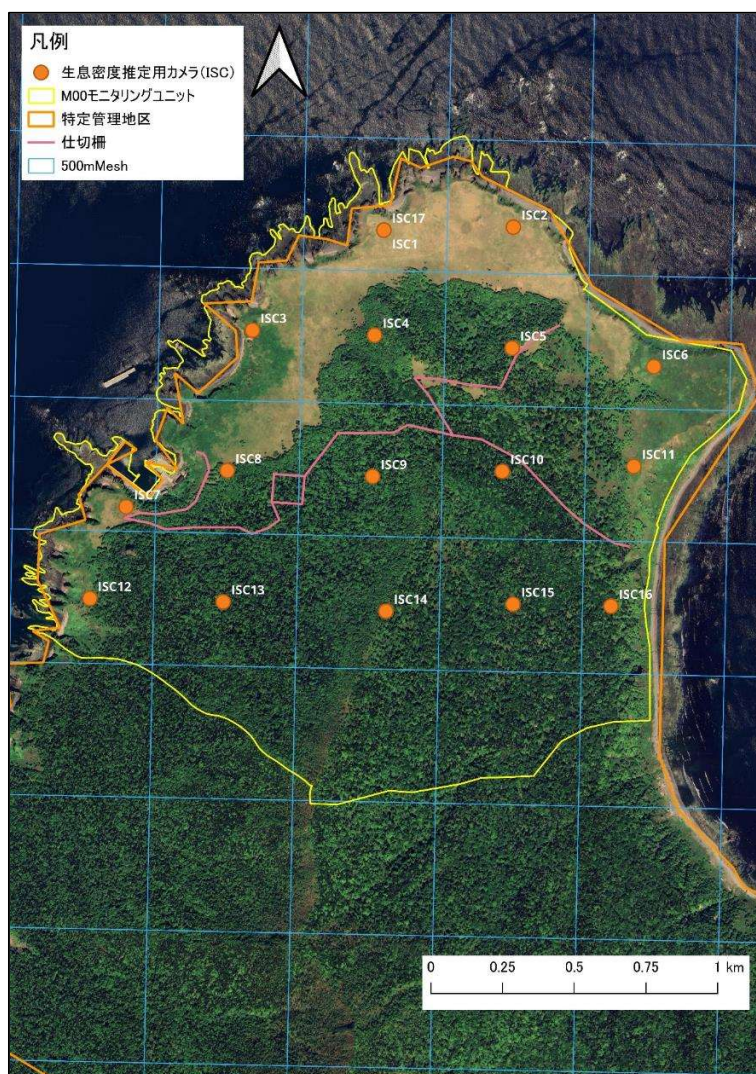 凡例
生息密度推定用カメラ(ISC)
M00モニタリングユニット
特定管理地区
仕切柵
500mMesh
ISC17
ISC2
ISC1
ISC3
ISC4
ISC5
ISC6
ISC8
ISC9
ISC10
ISC11
ISC7
ISC12
ISC13
ISC14
ISC15
ISC16
0 0.25 0.5 0.75 1 km